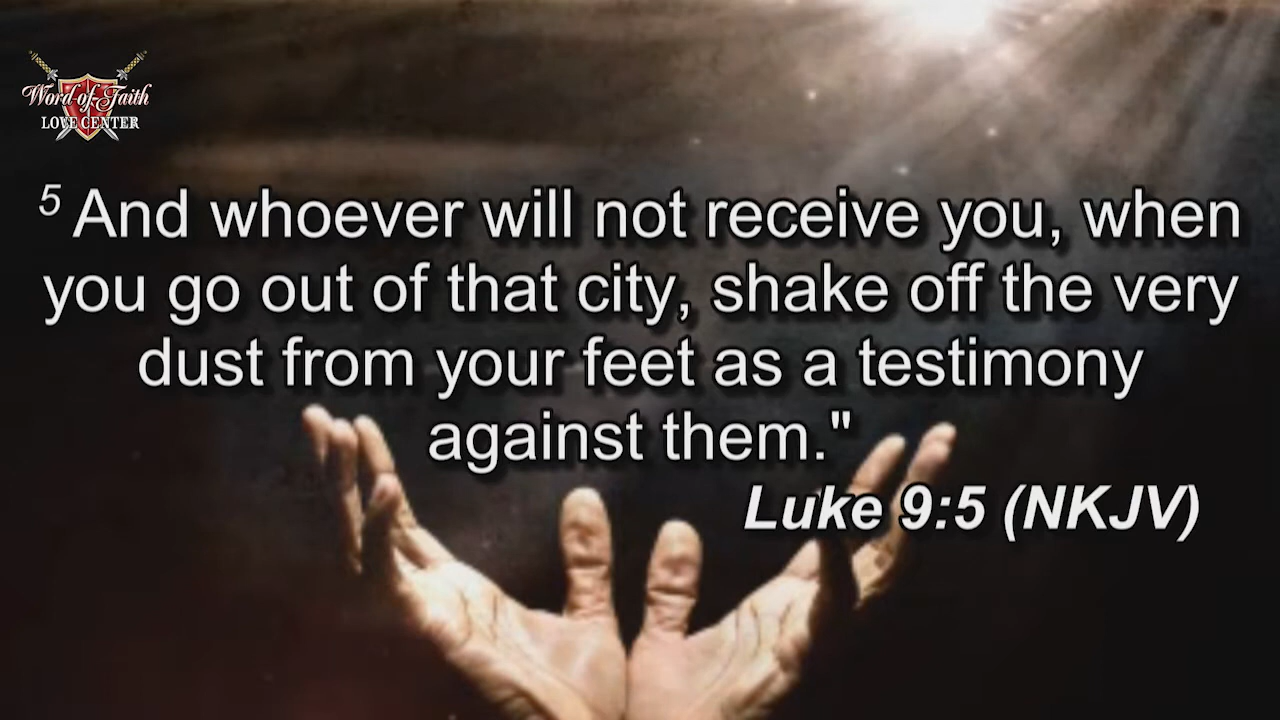 Word of Faith
LOVE CENTER
5 And whoever will not receive you, when
you go out of that city, shake off the very
dust from your feet as a testimony
against them."
Luke 9:5 (NKJV)